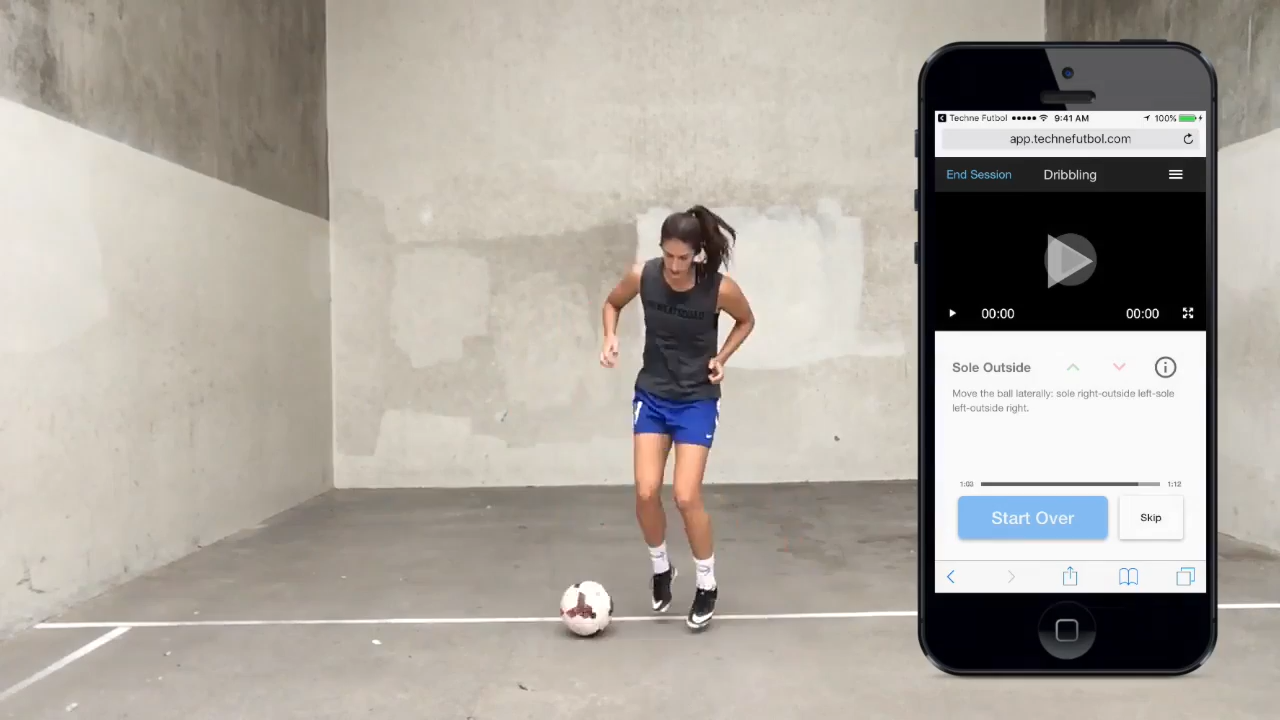 Techne Futbol
9:41 AM
100%
app.technefutbol.com
End Session
Dribbling
00:00
00:00
Sole Outside
Move the ball laterally: sole right-outside left-sole
left-outside right.
1:03
1:12
Start Over
Skip